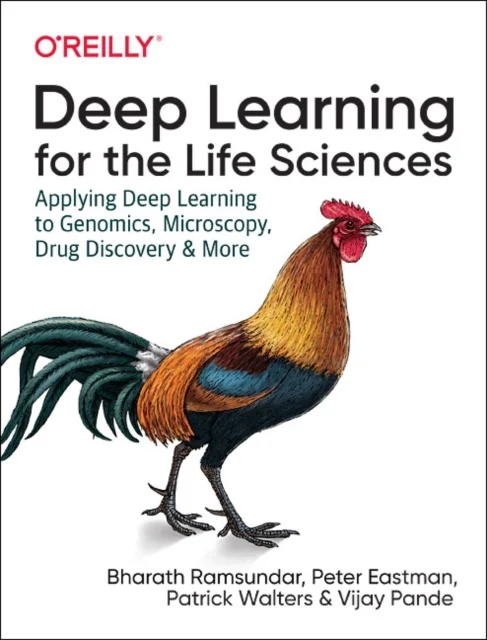 O'REILLY®
Deep Learning
for the Life Sciences
Applying Deep Learning
to Genomics, Microscopy,
Drug Discovery & More
Bharath Ramsundar, Peter Eastman,
Patrick Walters & Vijay Pande